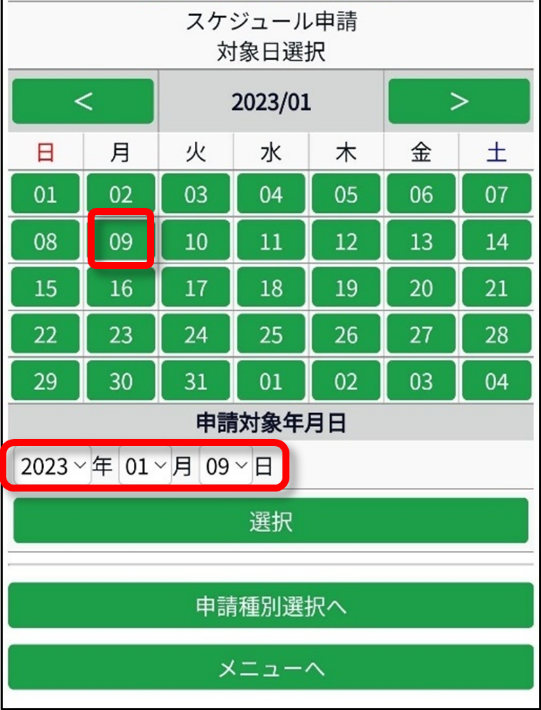 スケジュール申請
対象日選択
< 2023/01 >
日 月 火 水 木 金 土
01 02 03 04 05 06 07
08 09 10 11 12 13 14
15 16 17 18 19 20 21
22 23 24 25 26 27 28
29 30 31 01 02 03 04
申請対象年月日
2023 年 01 月 09 日
選択
申請種別選択へ
メニューへ